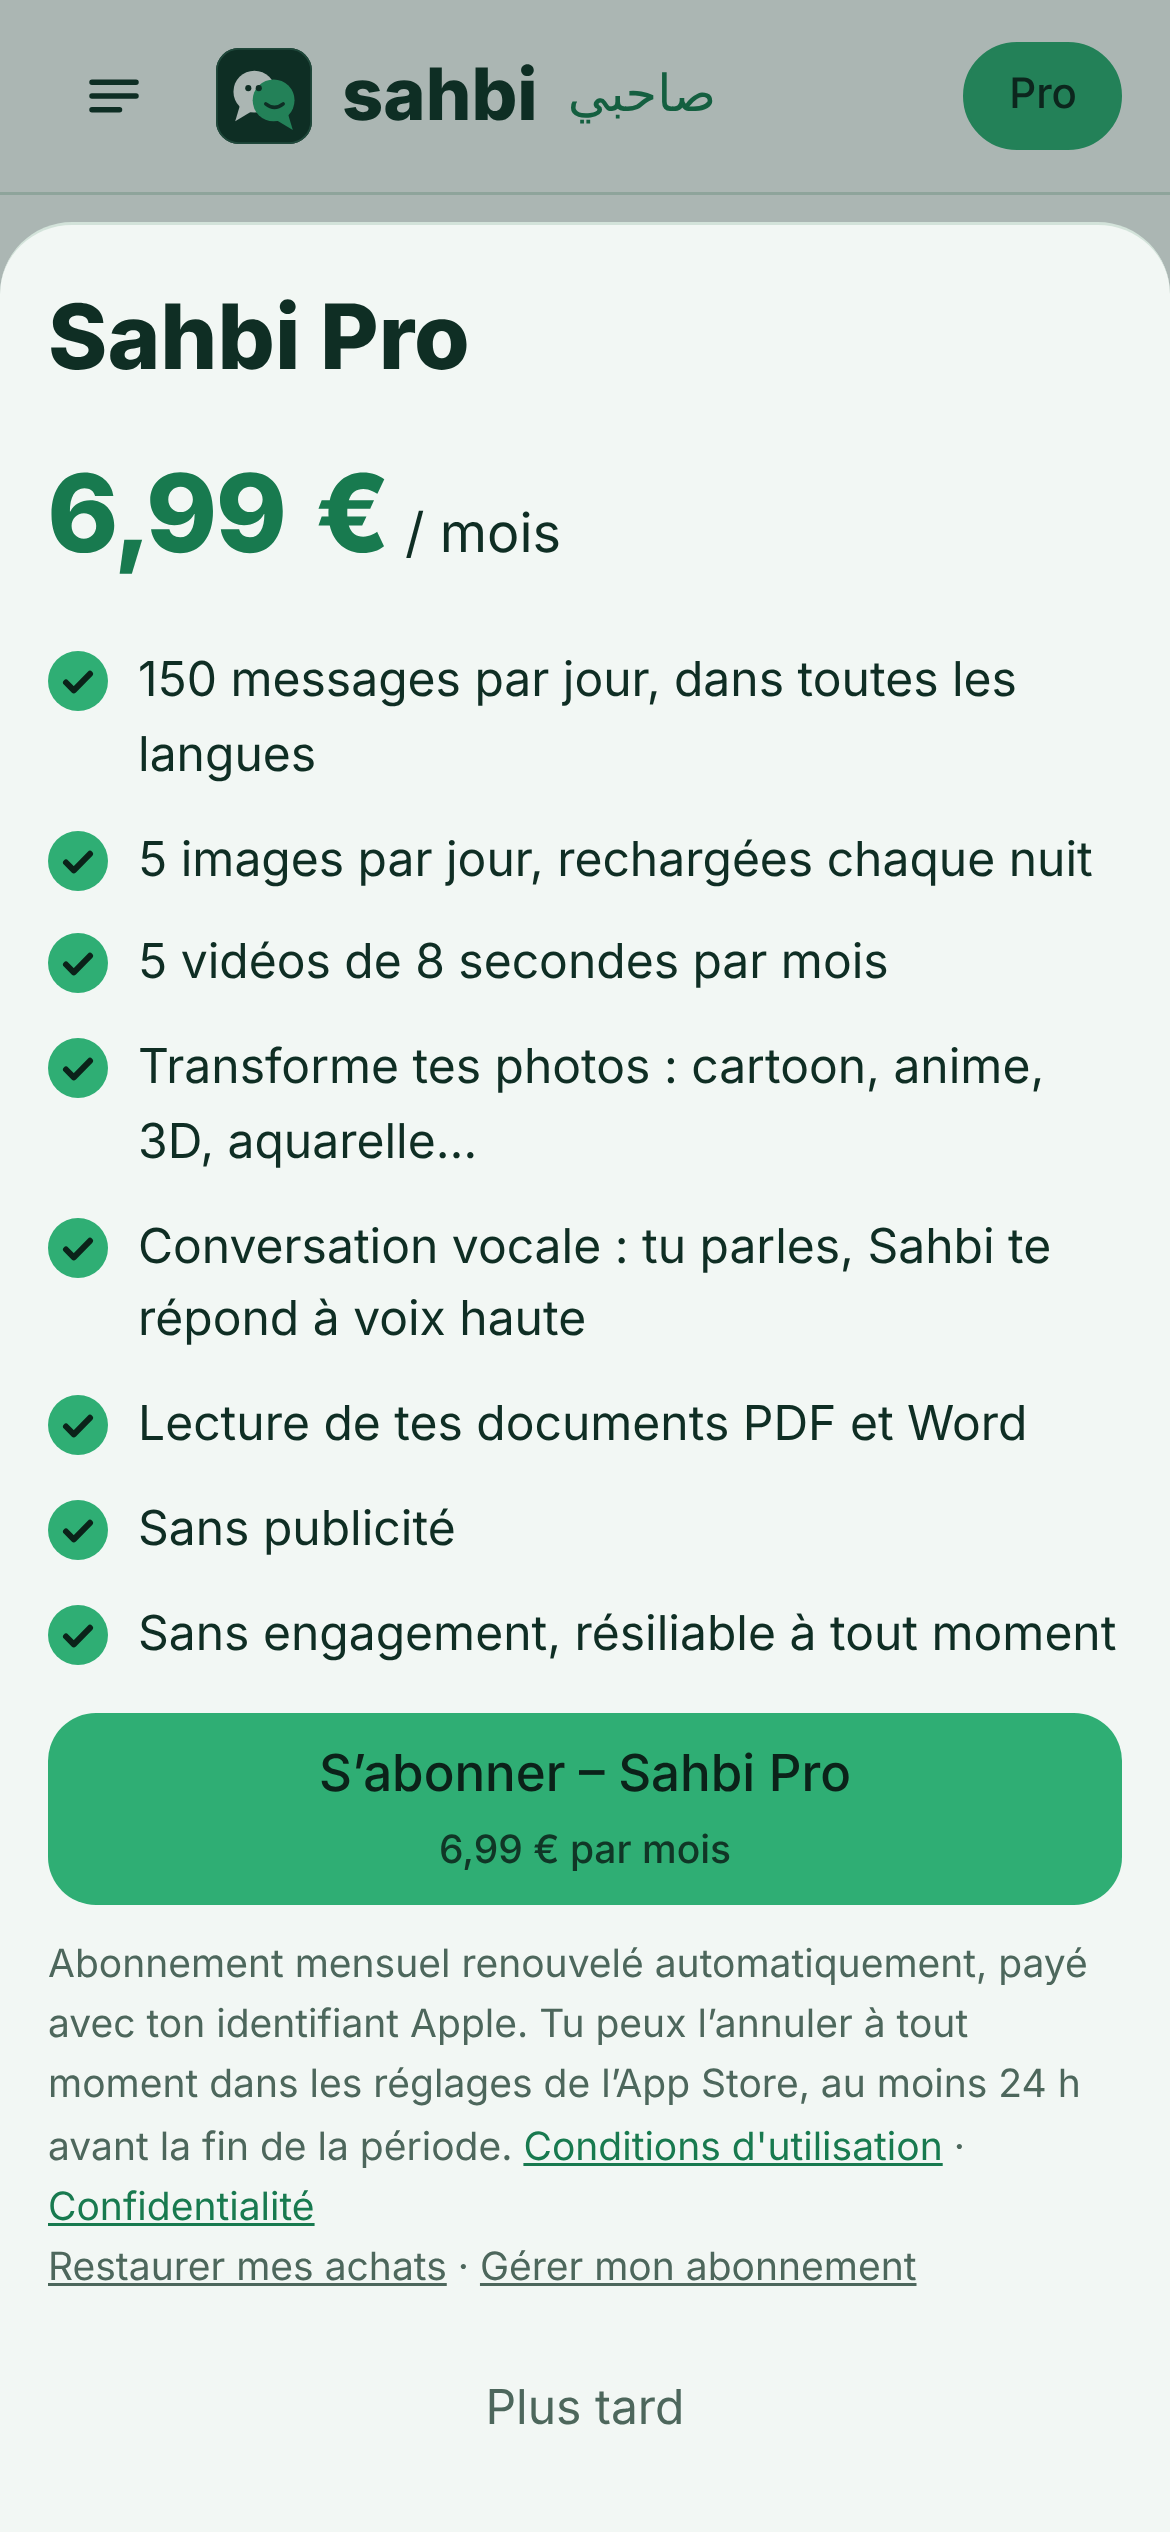 sahbi صاحبي
Pro
Sahbi Pro
6,99 € / mois
150 messages par jour, dans toutes les
langues
5 images par jour, rechargées chaque nuit
5 vidéos de 8 secondes par mois
Transforme tes photos : cartoon, anime,
3D, aquarelle...
Conversation vocale : tu parles, Sahbi te
répond à voix haute
Lecture de tes documents PDF et Word
Sans publicité
Sans engagement, résiliable à tout moment
S’abonner – Sahbi Pro
6,99 € par mois
Abonnement mensuel renouvelé automatiquement, payé
avec ton identifiant Apple. Tu peux l’annuler à tout
moment dans les réglages de l’App Store, au moins 24 h
avant la fin de la période. Conditions d'utilisation ·
Confidentialité
Restaurer mes achats · Gérer mon abonnement
Plus tard